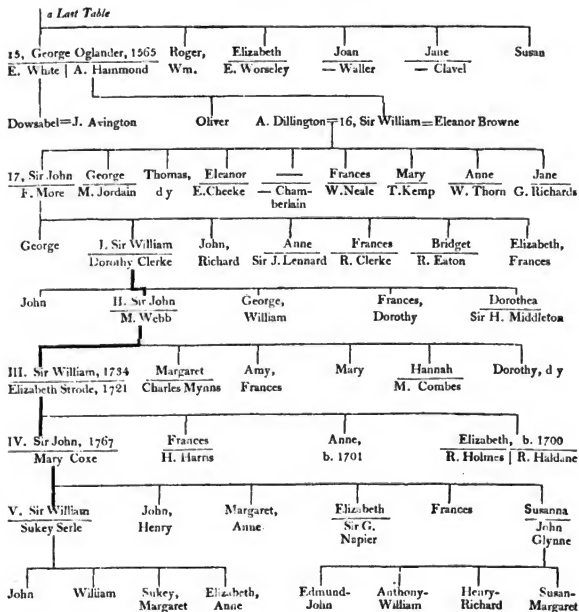 a Last Table
15, George Oglander, 1565 Roger, Elizabeth Joan Jane Susan
E. White | A. Hammond Wm. E. Worseley — Waller — Clavel
Dowsabel=J. Avington Oliver A. Dillington=16, Sir William=Eleanor Browne
17, Sir John George Thomas, Eleanor — Frances Mary Anne Jane
F. More M. Jordain d y E. Cheeke — Cham- W. Neale T. Kemp W. Thorn G. Richards
berlain
George I. Sir William John, Anne Frances Bridget Elizabeth,
Dorothy Clerke Richard Sir J. Lennard R. Clerke R. Eaton Frances
John II. Sir John George, Frances, Dorothea
M. Webb William Dorothy Sir H. Middleton
III. Sir William, 1734 Margaret Amy, Mary Hannah Dorothy, d y
Elizabeth Strode, 1721 Charles Mynns Frances M. Combes
IV. Sir John, 1767 Frances Anne, Elizabeth, b. 1700
Mary Coxe H. Harris b. 1701 R. Holmes | R. Haldane
V. Sir William John, Margaret, Elizabeth Frances Susanna
Sukey Serle Henry Anne Sir G. John
Napier Glynne
John William Sukey, Elizabeth, Edmund- Anthony- Henry- Susan-
Margaret Anne John William Richard Margaret